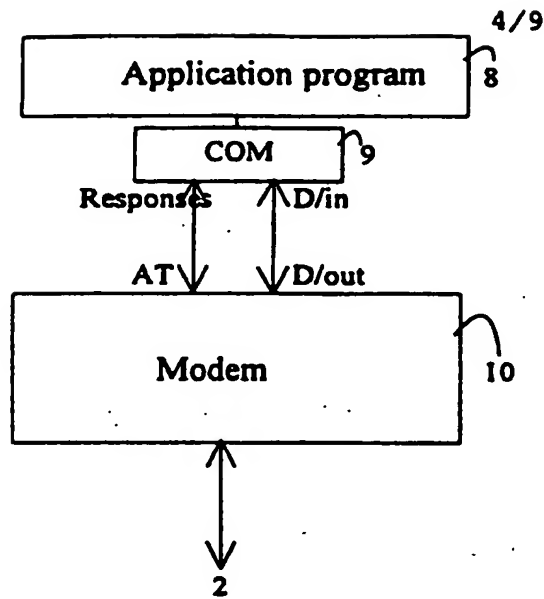 4/9
Application program
8
COM
9
Responses D/in
AT D/out
Modem
10
2